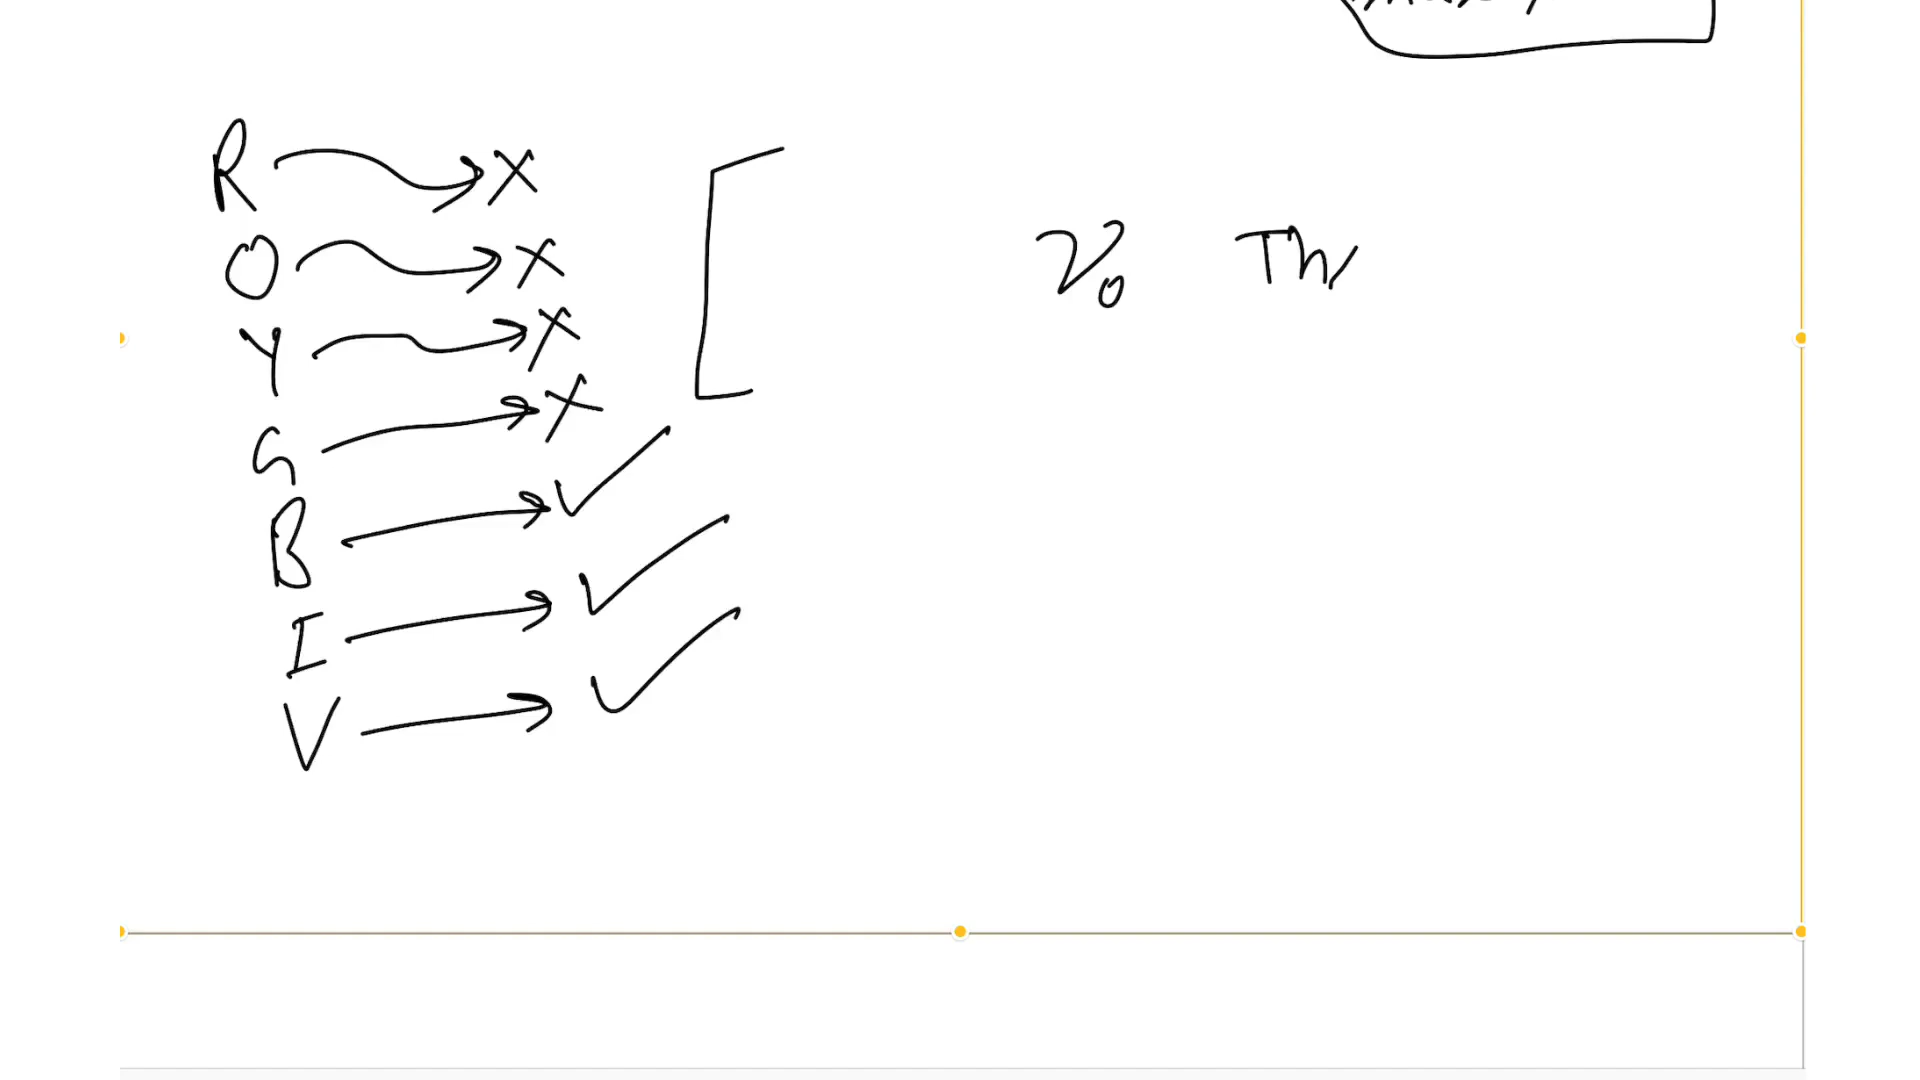 R → X
O → X
Y → X
G → X
B → ✓
I → ✓
V → ✓
ν₀ Th